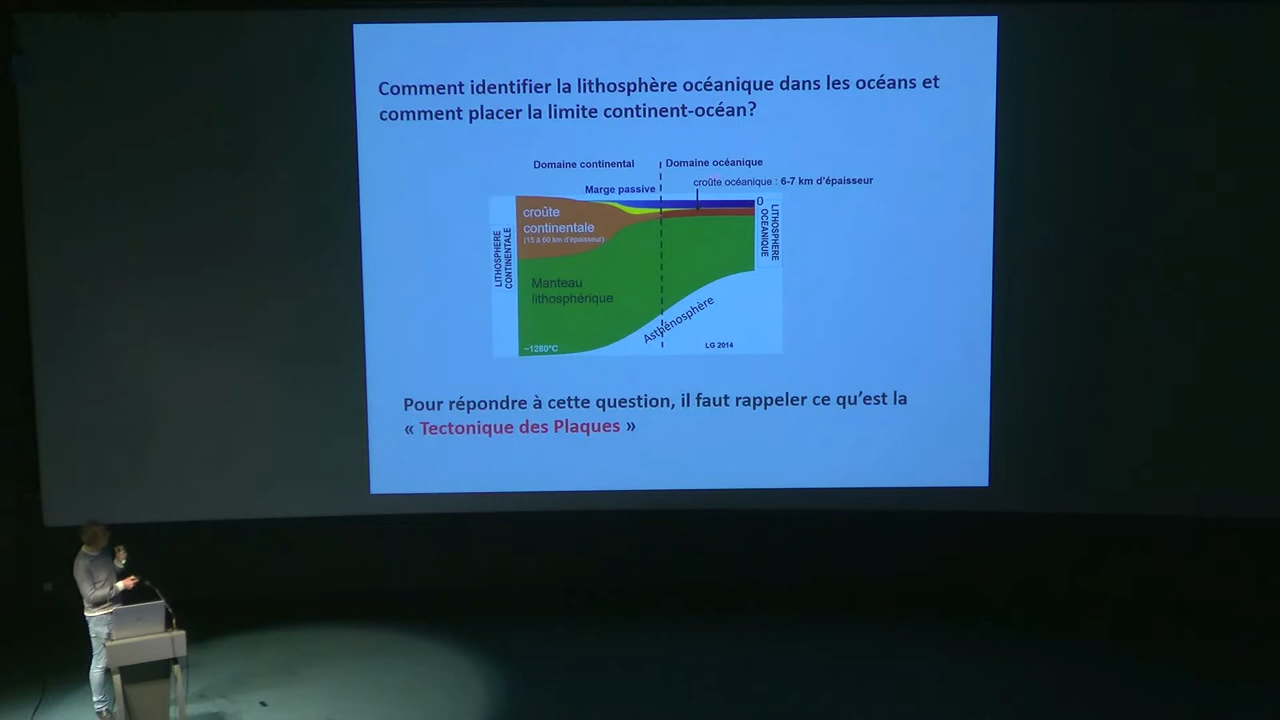 Comment identifier la lithosphère océanique dans les océans et
comment placer la limite continent-océan?
Domaine continental
Domaine océanique
croûte océanique : 6-7 km d'épaisseur
Marge passive
0
croûte
continentale
(15 à 60 km d'épaisseur)
LITHOSPHERE
CONTINENTALE
LITHOSPHERE
OCEANIQUE
Manteau
lithosphérique
Asthénosphère
~1280°C
LG 2014
Pour répondre à cette question, il faut rappeler ce qu'est la
« Tectonique des Plaques »